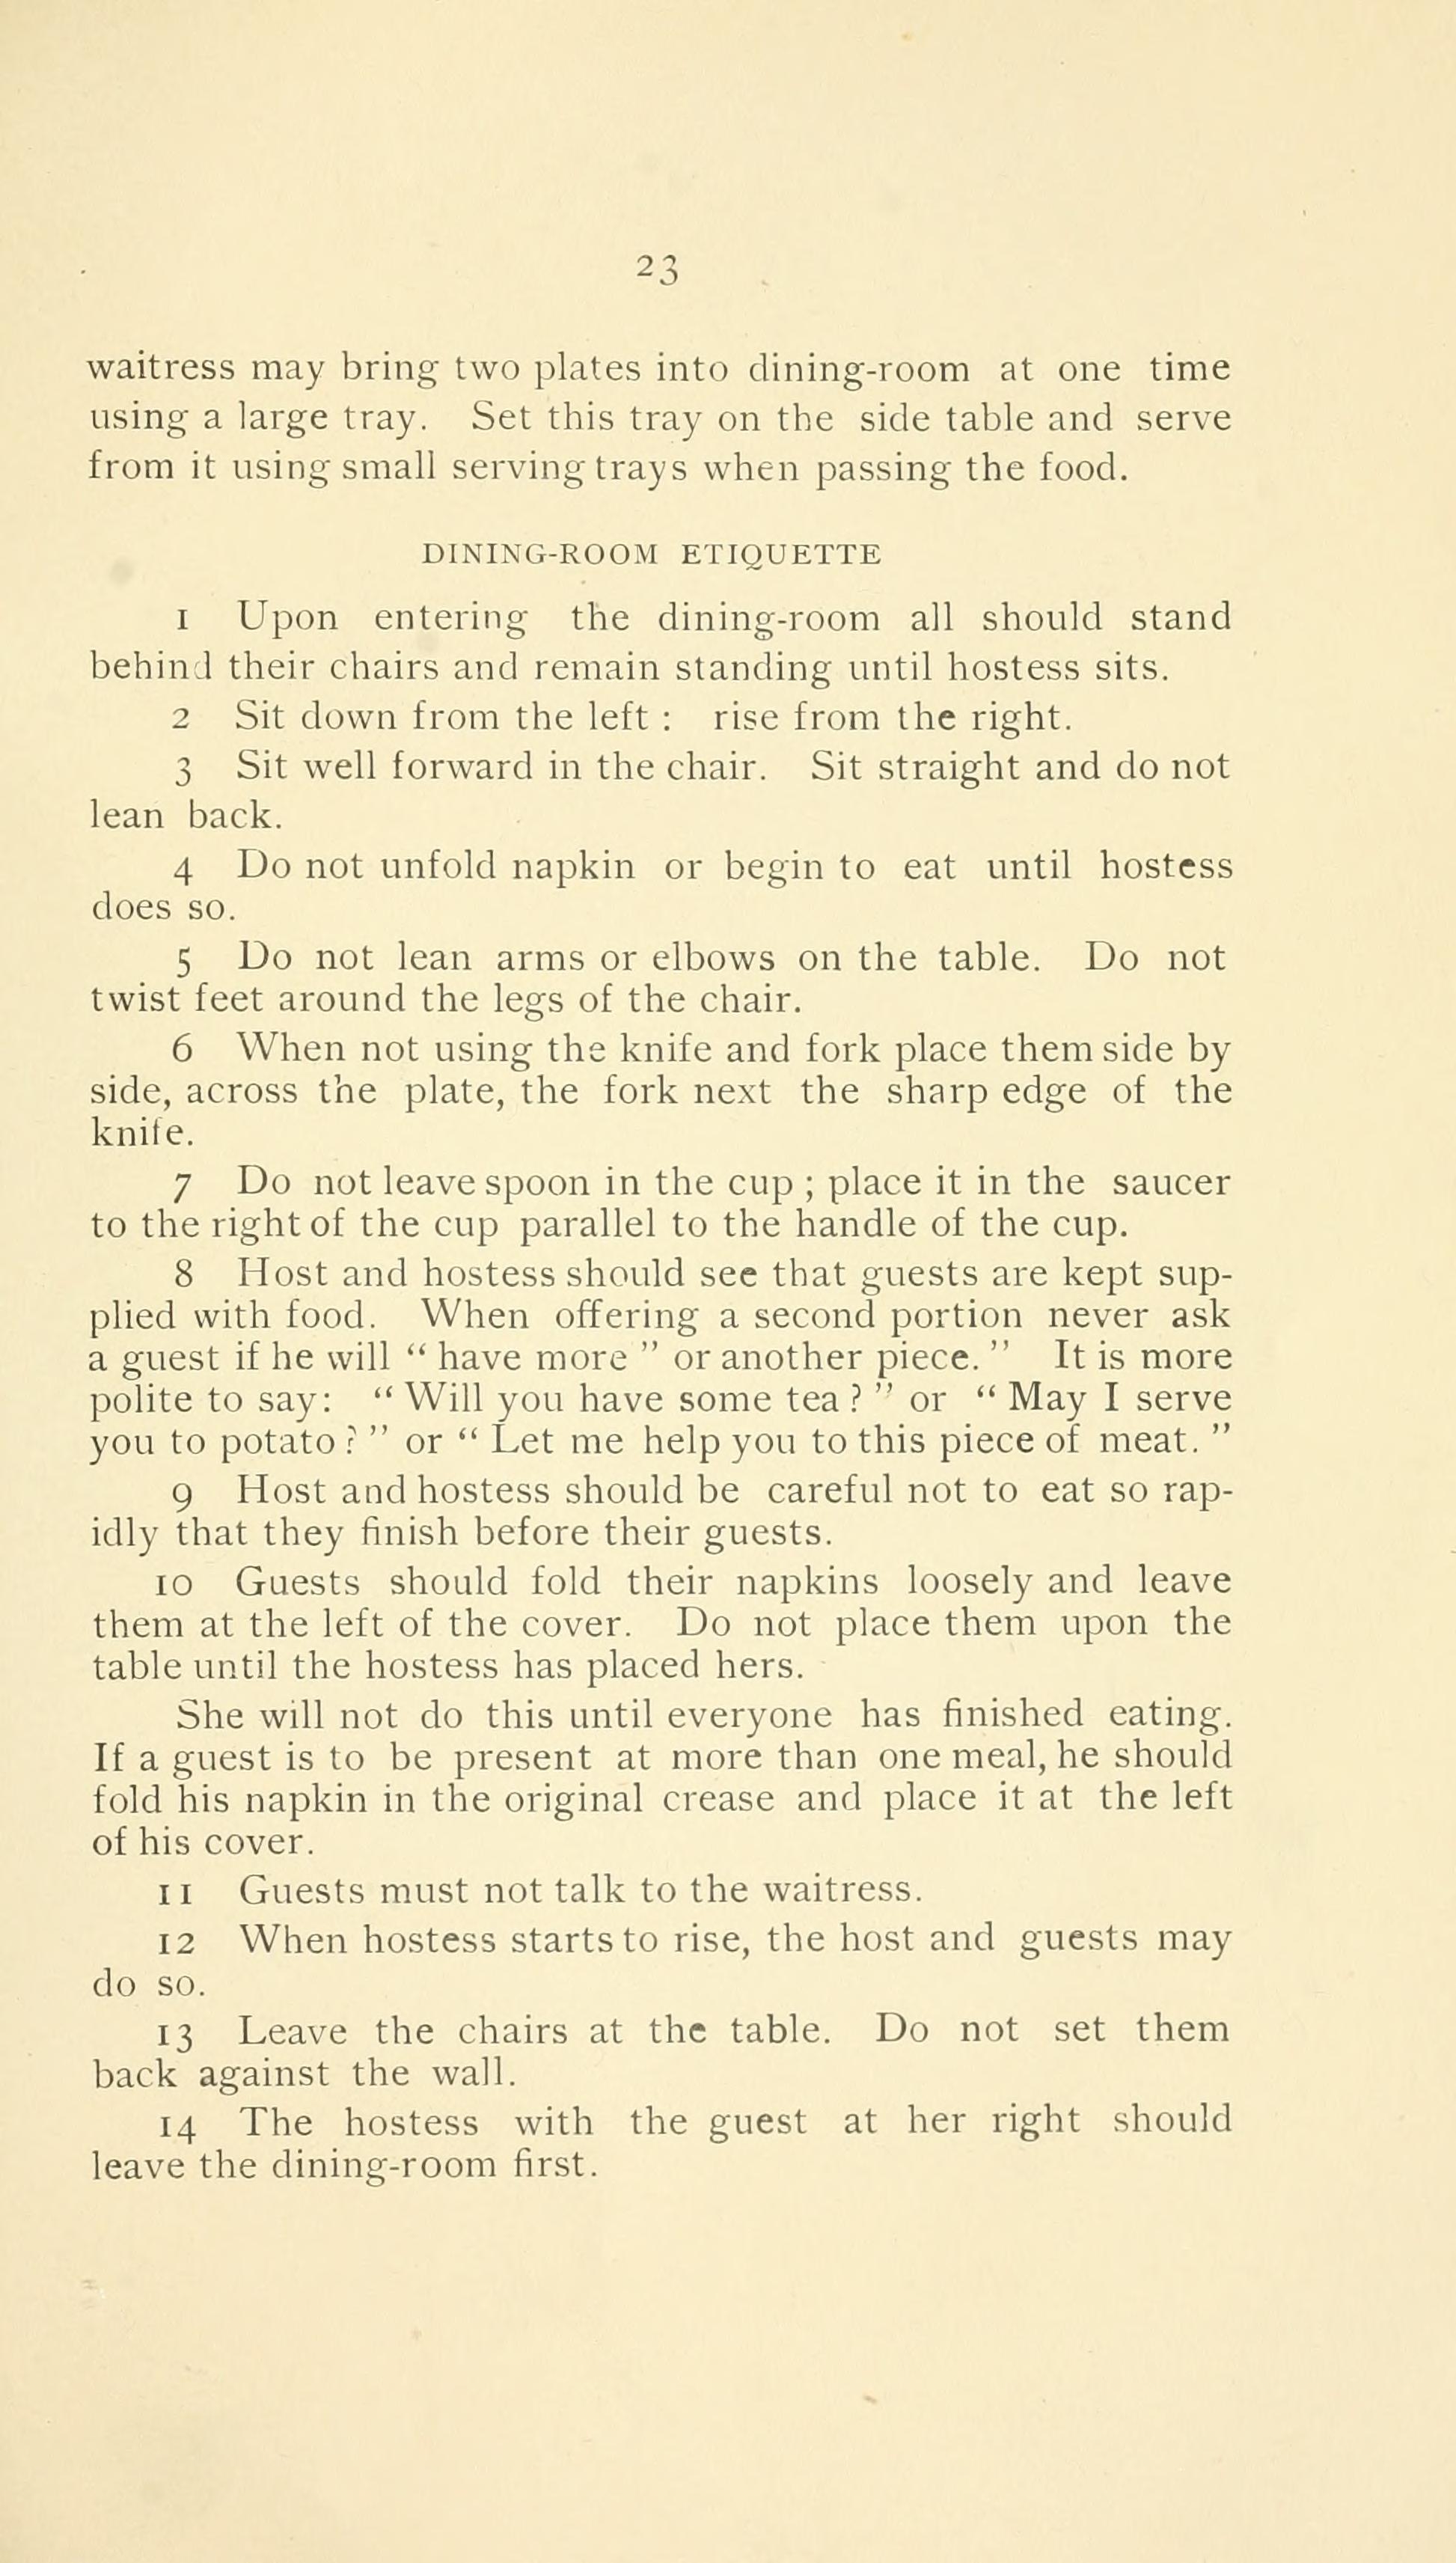 23
waitress may bring two plates into dining-room at one time
using a large tray. Set this tray on the side table and serve
from it using small serving trays when passing the food.
DINING-ROOM ETIQUETTE
1 Upon entering the dining-room all should stand
behind their chairs and remain standing until hostess sits.
2 Sit down from the left : rise from the right.
3 Sit well forward in the chair. Sit straight and do not
lean back.
4 Do not unfold napkin or begin to eat until hostess
does so.
5 Do not lean arms or elbows on the table. Do not
twist feet around the legs of the chair.
6 When not using the knife and fork place them side by
side, across the plate, the fork next the sharp edge of the
knife.
7 Do not leave spoon in the cup ; place it in the saucer
to the right of the cup parallel to the handle of the cup.
8 Host and hostess should see that guests are kept sup-
plied with food. When offering a second portion never ask
a guest if he will “ have more ” or another piece. ” It is more
polite to say: “ Will you have some tea ? ” or “ May I serve
you to potato ? ” or “ Let me help you to this piece of meat. ”
9 Host and hostess should be careful not to eat so rap-
idly that they finish before their guests.
10 Guests should fold their napkins loosely and leave
them at the left of the cover. Do not place them upon the
table until the hostess has placed hers.
She will not do this until everyone has finished eating.
If a guest is to be present at more than one meal, he should
fold his napkin in the original crease and place it at the left
of his cover.
11 Guests must not talk to the waitress.
12 When hostess starts to rise, the host and guests may
do so.
13 Leave the chairs at the table. Do not set them
back against the wall.
14 The hostess with the guest at her right should
leave the dining-room first.